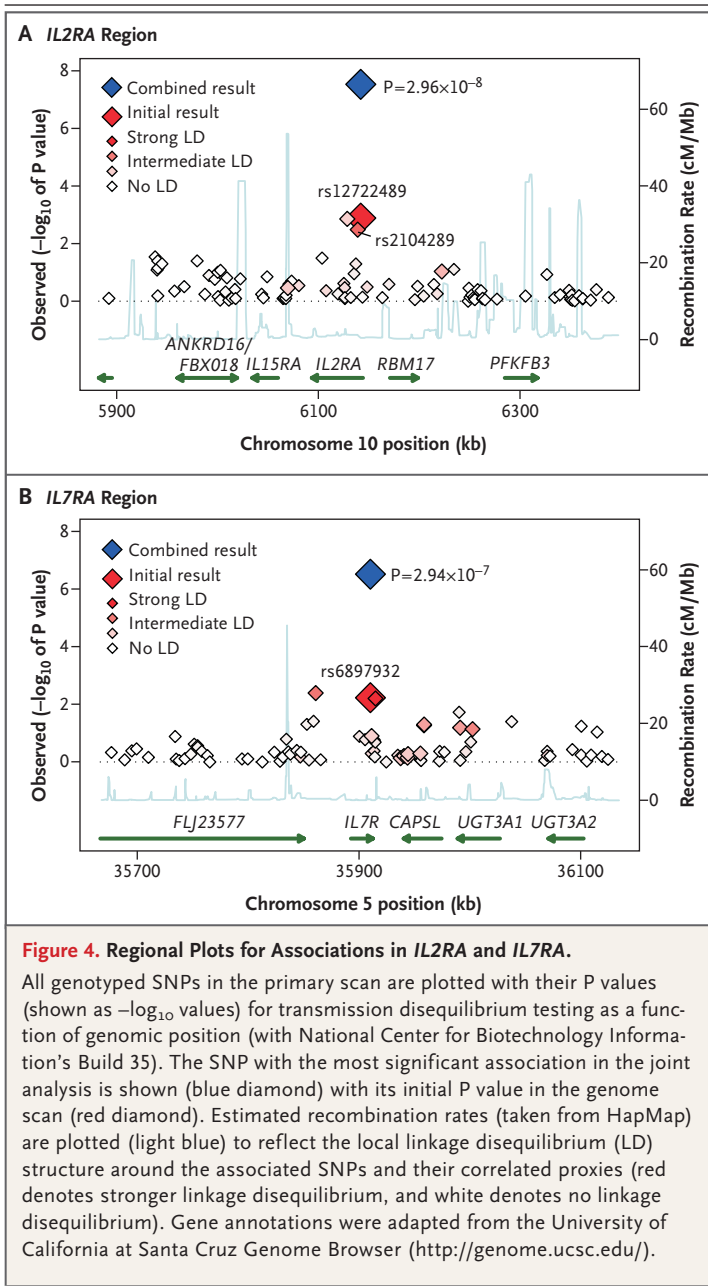 A IL2RA Region
8
6
4
2
0
Observed (−log10 of P value)
Combined result
Initial result
Strong LD
Intermediate LD
No LD
P=2.96×10−8
rs12722489
rs2104289
60
40
20
0
Recombination Rate (cM/Mb)
ANKRD16/
FBX018
IL15RA
IL2RA
RBM17
PFKFB3
5900
6100
6300
Chromosome 10 position (kb)
B IL7RA Region
8
6
4
2
0
Observed (−log10 of P value)
Combined result
Initial result
Strong LD
Intermediate LD
No LD
P=2.94×10−7
rs6897932
60
40
20
0
Recombination Rate (cM/Mb)
FLJ23577
IL7R
CAPSL
UGT3A1
UGT3A2
35700
35900
36100
Chromosome 5 position (kb)
Figure 4. Regional Plots for Associations in IL2RA and IL7RA.
All genotyped SNPs in the primary scan are plotted with their P values
(shown as −log10 values) for transmission disequilibrium testing as a func-
tion of genomic position (with National Center for Biotechnology Informa-
tion's Build 35). The SNP with the most significant association in the joint
analysis is shown (blue diamond) with its initial P value in the genome
scan (red diamond). Estimated recombination rates (taken from HapMap)
are plotted (light blue) to reflect the local linkage disequilibrium (LD)
structure around the associated SNPs and their correlated proxies (red
denotes stronger linkage disequilibrium, and white denotes no linkage
disequilibrium). Gene annotations were adapted from the University of
California at Santa Cruz Genome Browser (http://genome.ucsc.edu/).